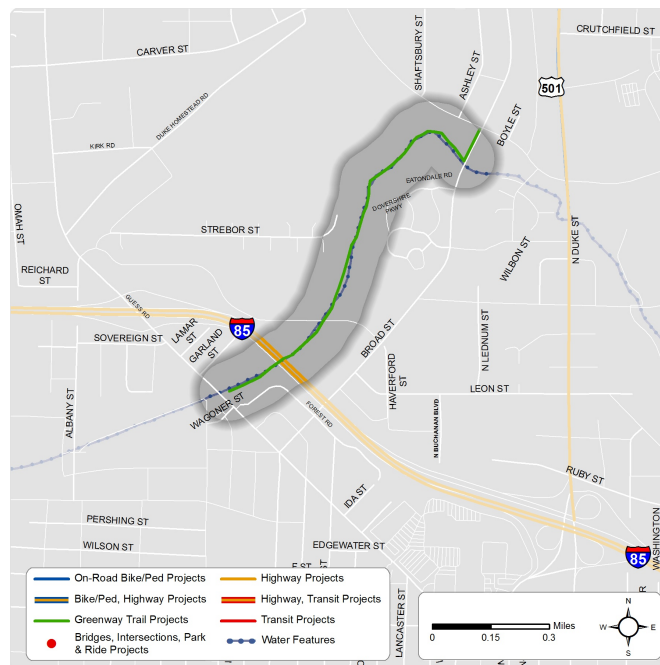 CRUTCHFIELD ST
CARVER ST
SHAFTSBURY ST
ASHLEY ST
501
BOYLE ST
DUKE HOMESTEAD RD
KIRK RD
EATONDALE RD
DOVERSHIRE
PKWY
OMAH ST
STREBOR ST
N DUKE ST
WILBON ST
REICHARD
ST
GUESS RD
85
LAMAR
ST
GARLAND
ST
SOVEREIGN ST
BROAD ST
N LEDNUM ST
HAVERFORD
ST
LEON ST
WAGONER ST
FOREST RD
ALBANY ST
N BUCHANAN BLVD
RUBY ST
IDA ST
PERSHING ST
WILSON ST
EDGEWATER ST
85
WASHINGTON
F ST
LANCASTER ST
On-Road Bike/Ped Projects
Highway Projects
Bike/Ped, Highway Projects
Highway, Transit Projects
Greenway Trail Projects
Transit Projects
Bridges, Intersections, Park
& Ride Projects
Water Features
Miles
0 0.15 0.3
N
W E
S